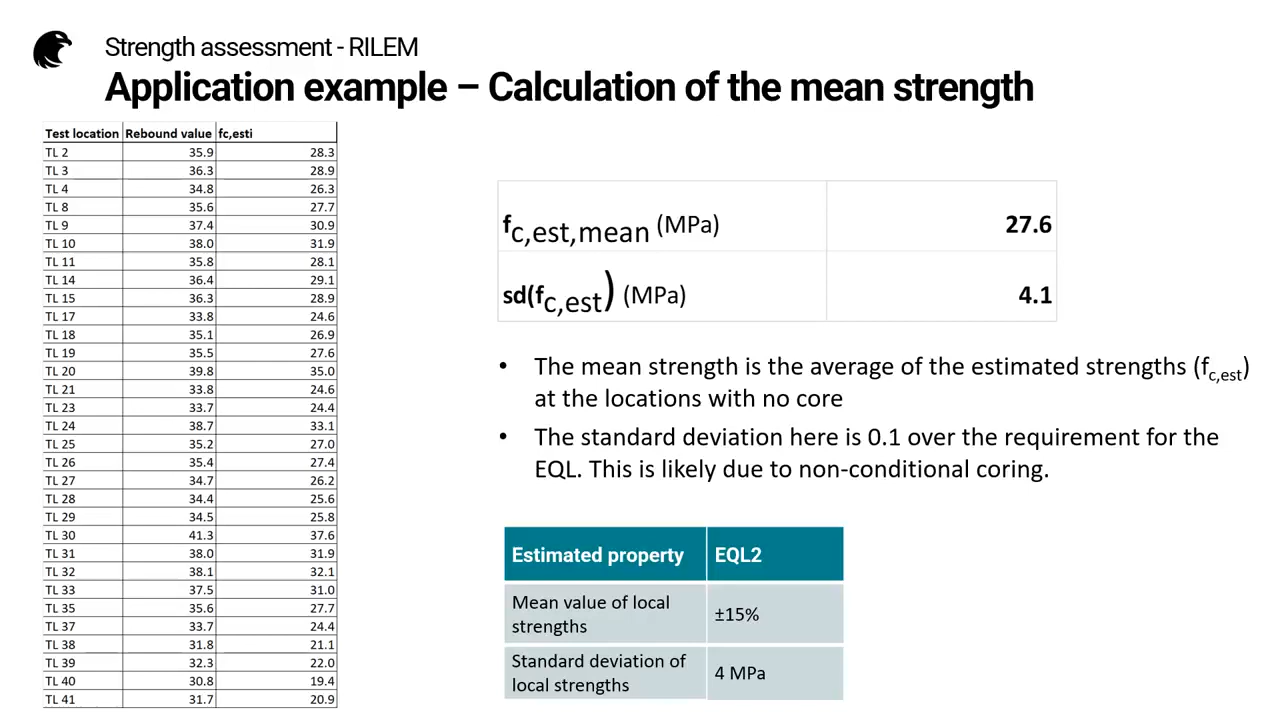 Strength assessment - RILEM
Application example – Calculation of the mean strength
Test location Rebound value fc,esti
TL 2 35.9 28.3
TL 3 36.3 28.9
TL 4 34.8 26.3
TL 8 35.6 27.7
TL 9 37.4 30.9
TL 10 38.0 31.9
TL 11 35.8 28.1
TL 14 36.4 29.1
TL 15 36.3 28.9
TL 17 33.8 24.6
TL 18 35.1 26.9
TL 19 35.5 27.6
TL 20 39.8 35.0
TL 21 33.8 24.6
TL 23 33.7 24.4
TL 24 38.7 33.1
TL 25 35.2 27.0
TL 26 35.4 27.4
TL 27 34.7 26.2
TL 28 34.4 25.6
TL 29 34.5 25.8
TL 30 41.3 37.6
TL 31 38.0 31.9
TL 32 38.1 32.1
TL 33 37.5 31.0
TL 35 35.6 27.7
TL 37 33.7 24.4
TL 38 31.8 21.1
TL 39 32.3 22.0
TL 40 30.8 19.4
TL 41 31.7 20.9
fc,est,mean (MPa) 27.6
sd(fc,est) (MPa) 4.1
• The mean strength is the average of the estimated strengths (fc,est)
at the locations with no core
• The standard deviation here is 0.1 over the requirement for the
EQL. This is likely due to non-conditional coring.
Estimated property EQL2
Mean value of local
strengths ±15%
Standard deviation of
local strengths 4 MPa